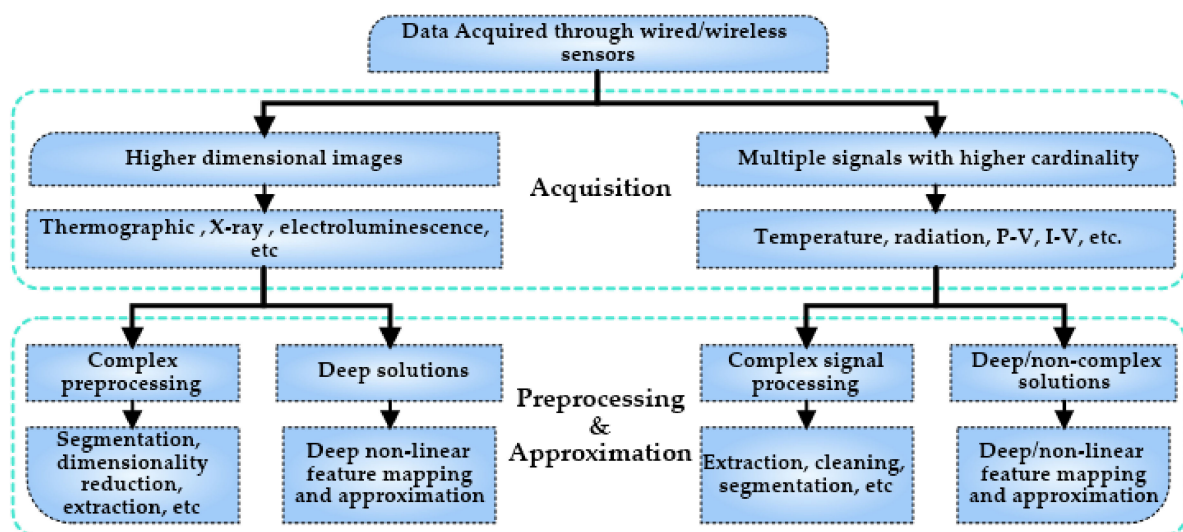 Data Acquired through wired/wireless
sensors
Higher dimensional images
Multiple signals with higher cardinality
Acquisition
Thermographic , X-ray , electroluminescence,
etc
Temperature, radiation, P-V, I-V, etc.
Complex
preprocessing
Deep solutions
Complex signal
processing
Deep/non-complex
solutions
Preprocessing
&
Approximation
Segmentation,
dimensionality
reduction,
extraction, etc
Deep non-linear
feature mapping
and approximation
Extraction, cleaning,
segmentation, etc
Deep/non-linear
feature mapping
and approximation